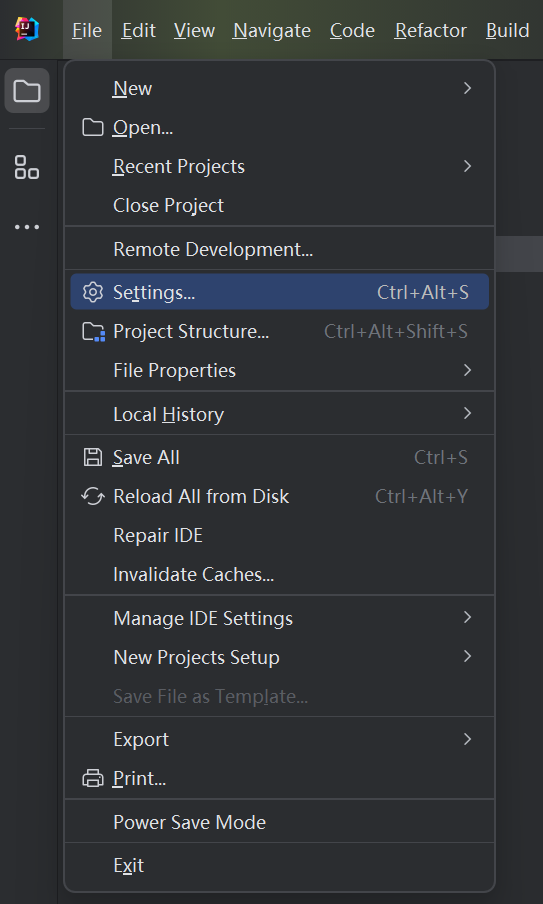 File Edit View Navigate Code Refactor Build
New
Open...
Recent Projects
Close Project
Remote Development...
Settings... Ctrl+Alt+S
Project Structure... Ctrl+Alt+Shift+S
File Properties
Local History
Save All Ctrl+S
Reload All from Disk Ctrl+Alt+Y
Repair IDE
Invalidate Caches...
Manage IDE Settings
New Projects Setup
Save File as Template...
Export
Print...
Power Save Mode
Exit